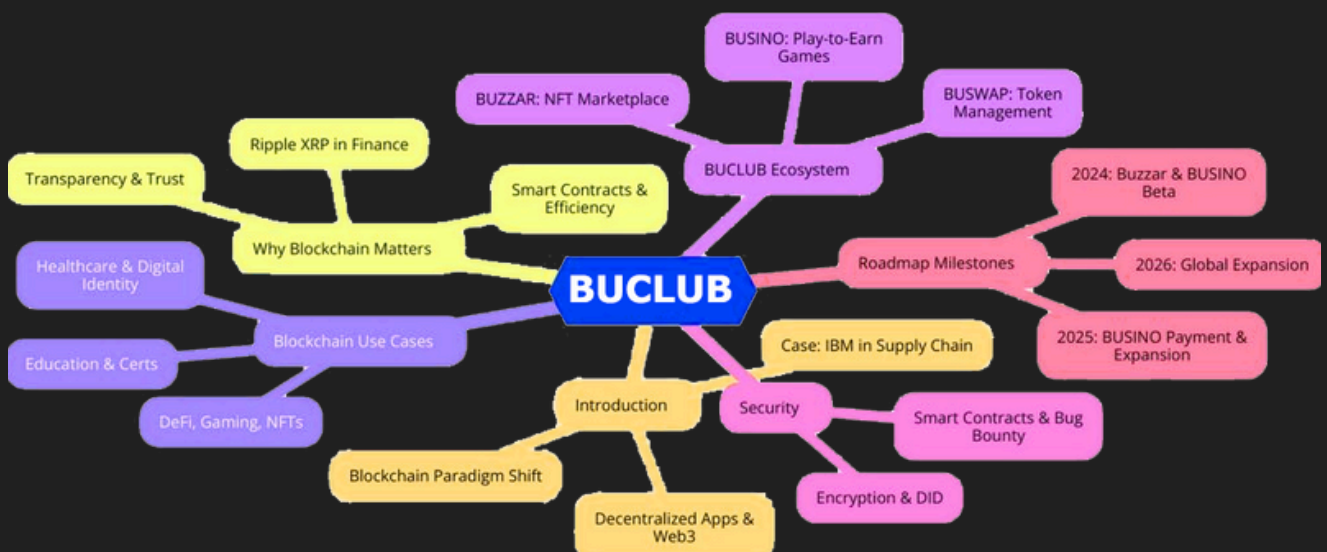 BUSINO: Play-to-Earn
Games
BUZZAR: NFT Marketplace
BUSWAP: Token
Management
BUCLUB Ecosystem
Ripple XRP in Finance
Transparency & Trust
Smart Contracts &
Efficiency
Why Blockchain Matters
2024: Buzzar & BUSINO
Beta
Roadmap Milestones
2026: Global Expansion
2025: BUSINO Payment &
Expansion
BUCLUB
Healthcare & Digital
Identity
Blockchain Use Cases
Education & Certs
DeFi, Gaming, NFTs
Case: IBM in Supply Chain
Introduction
Blockchain Paradigm Shift
Decentralized Apps &
Web3
Security
Smart Contracts & Bug
Bounty
Encryption & DID